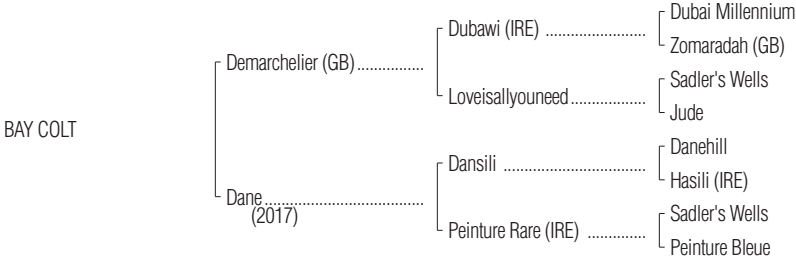 Dubai Millennium
Dubawi (IRE) .......................
Zomaradah (GB)
Demarchelier (GB)................
Sadler's Wells
Loveisallyouneed..................
Jude
BAY COLT
Danehill
Dansili .................................
Hasili (IRE)
Dane.....................................
(2017)
Sadler's Wells
Peinture Rare (IRE) ..............
Peinture Bleue